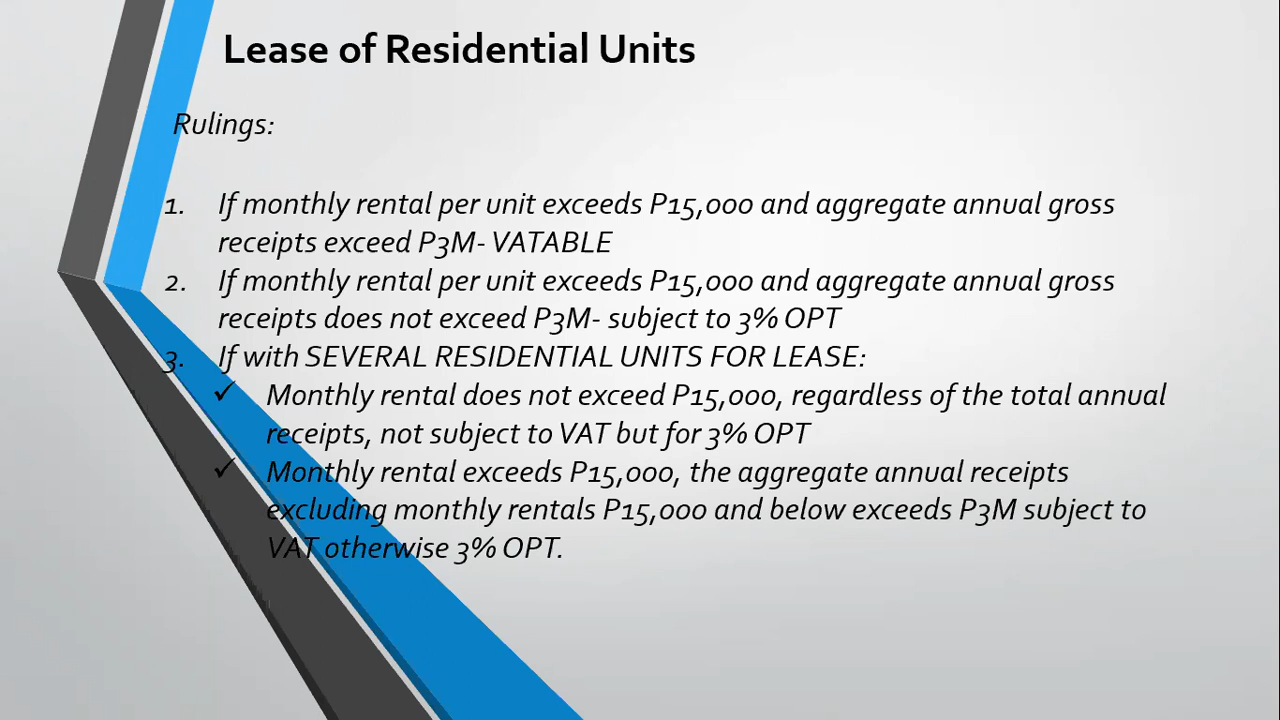 Lease of Residential Units
Rulings:
1. If monthly rental per unit exceeds P15,000 and aggregate annual gross
receipts exceed P3M- VATABLE
2. If monthly rental per unit exceeds P15,000 and aggregate annual gross
receipts does not exceed P3M- subject to 3% OPT
3. If with SEVERAL RESIDENTIAL UNITS FOR LEASE:
✓ Monthly rental does not exceed P15,000, regardless of the total annual
receipts, not subject to VAT but for 3% OPT
✓ Monthly rental exceeds P15,000, the aggregate annual receipts
excluding monthly rentals P15,000 and below exceeds P3M subject to
VAT otherwise 3% OPT.